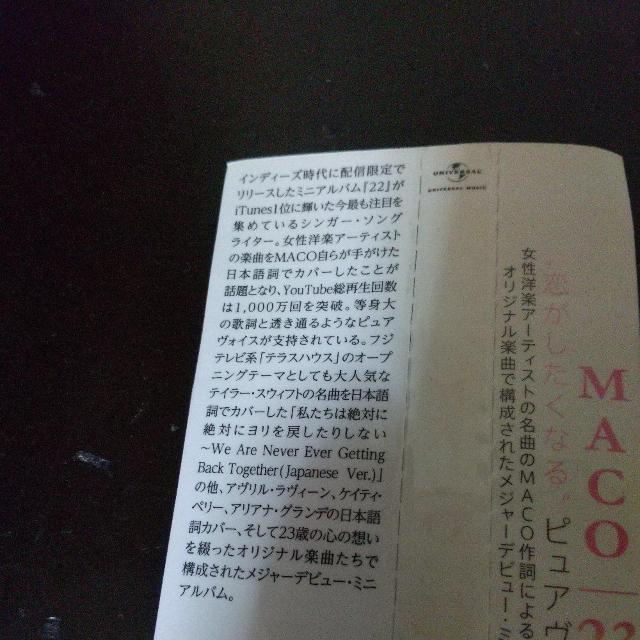 インディーズ時代に配信限定で
リリースしたミニアルバム『22』が
iTunes1位に輝いた今最も注目を
集めているシンガー・ソング
ライター。女性洋楽アーティスト
の楽曲をMACO自らが手がけた
日本語詞でカバーしたことが
話題となり、YouTube総再生回数
は1,000万回を突破。等身大
の歌詞と透き通るようなピュア
ヴォイスが支持されている。フジ
テレビ系「テラスハウス」のオープ
ニングテーマとしても大人気な
テイラー・スウィフトの名曲を日本語
詞でカバーした「私たちは絶対に
絶対にヨリを戻したりしない
～We Are Never Ever Getting
Back Together(Japanese Ver.)」
の他、アヴリル・ラヴィーン、ケイティ・
ペリー、アリアナ・グランデの日本語
詞カバー、そして23歳の心の想い
を綴ったオリジナル楽曲たちで
構成されたメジャーデビュー・ミニ
アルバム。
UNIVERSAL
UNIVERSAL MUSIC
MACO
恋がしたくなる。ピュアヴ
女性洋楽アーティストの名曲のMACO作詞による
オリジナル楽曲で構成されたメジャーデビュー・ミ